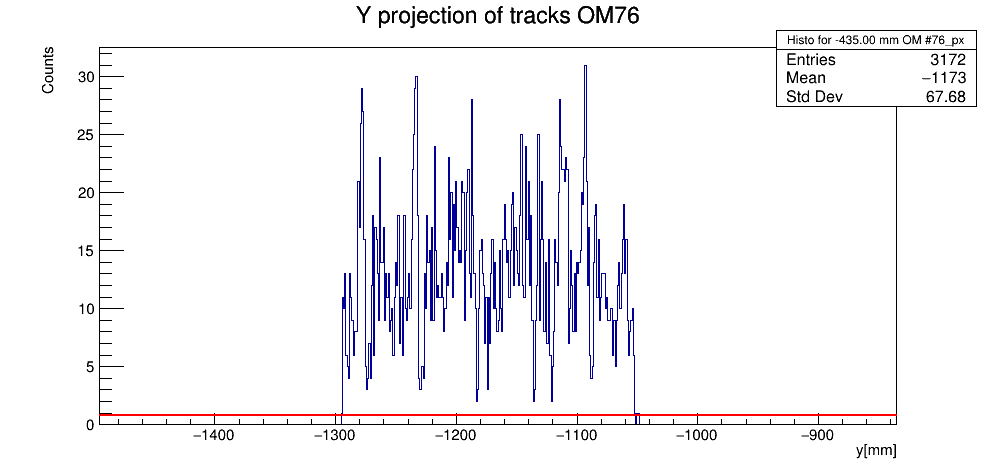 Y projection of tracks OM76
Histo for -435.00 mm OM #76_px
Entries 3172
Mean −1173
Std Dev 67.68
Counts
30
25
20
15
10
5
0
−1400 −1300 −1200 −1100 −1000 −900
y[mm]